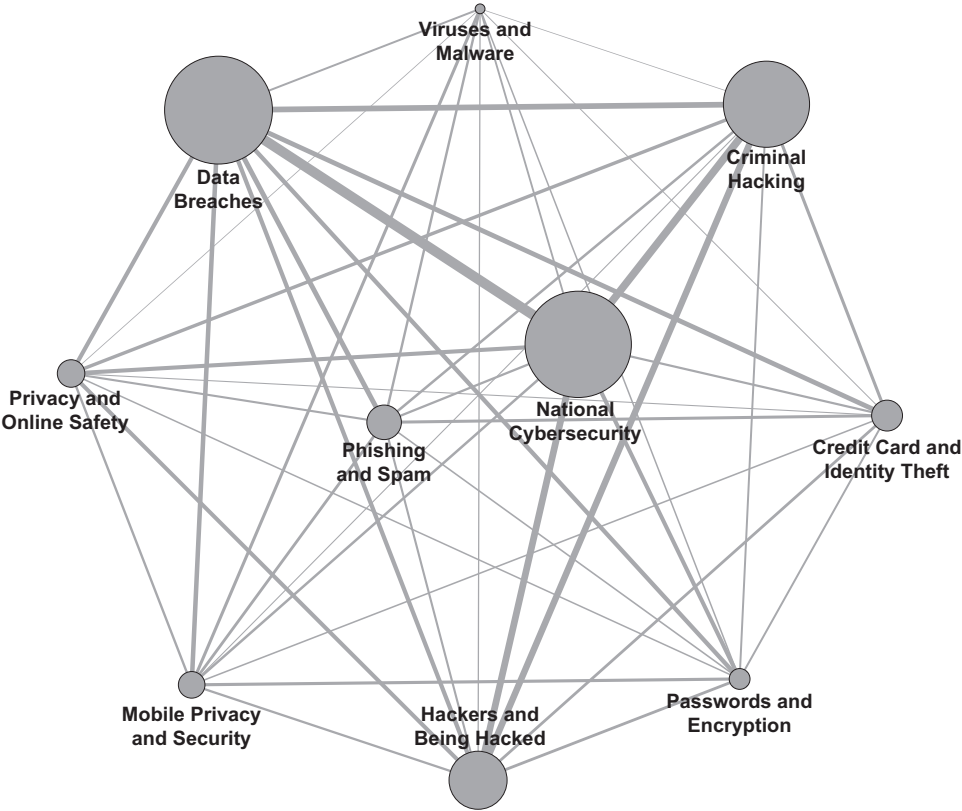 Viruses and
Malware
Data
Breaches
Criminal
Hacking
Privacy and
Online Safety
Phishing
and Spam
National
Cybersecurity
Credit Card and
Identity Theft
Mobile Privacy
and Security
Hackers and
Being Hacked
Passwords and
Encryption